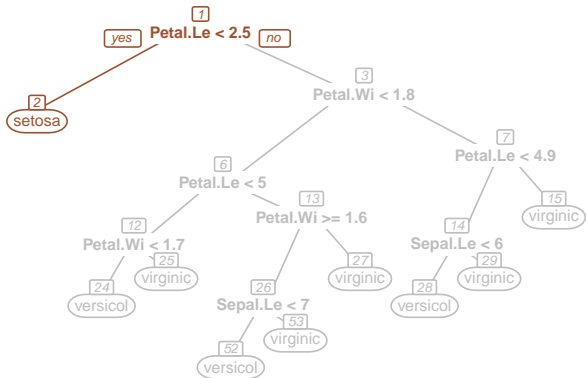 1
Petal.Le < 2.5
yes
no
2
setosa
3
Petal.Wi < 1.8
6
Petal.Le < 5
7
Petal.Le < 4.9
12
Petal.Wi < 1.7
13
Petal.Wi >= 1.6
14
Sepal.Le < 6
15
virginic
24
versicol
25
virginic
26
Sepal.Le < 7
27
virginic
28
versicol
29
virginic
52
versicol
53
virginic